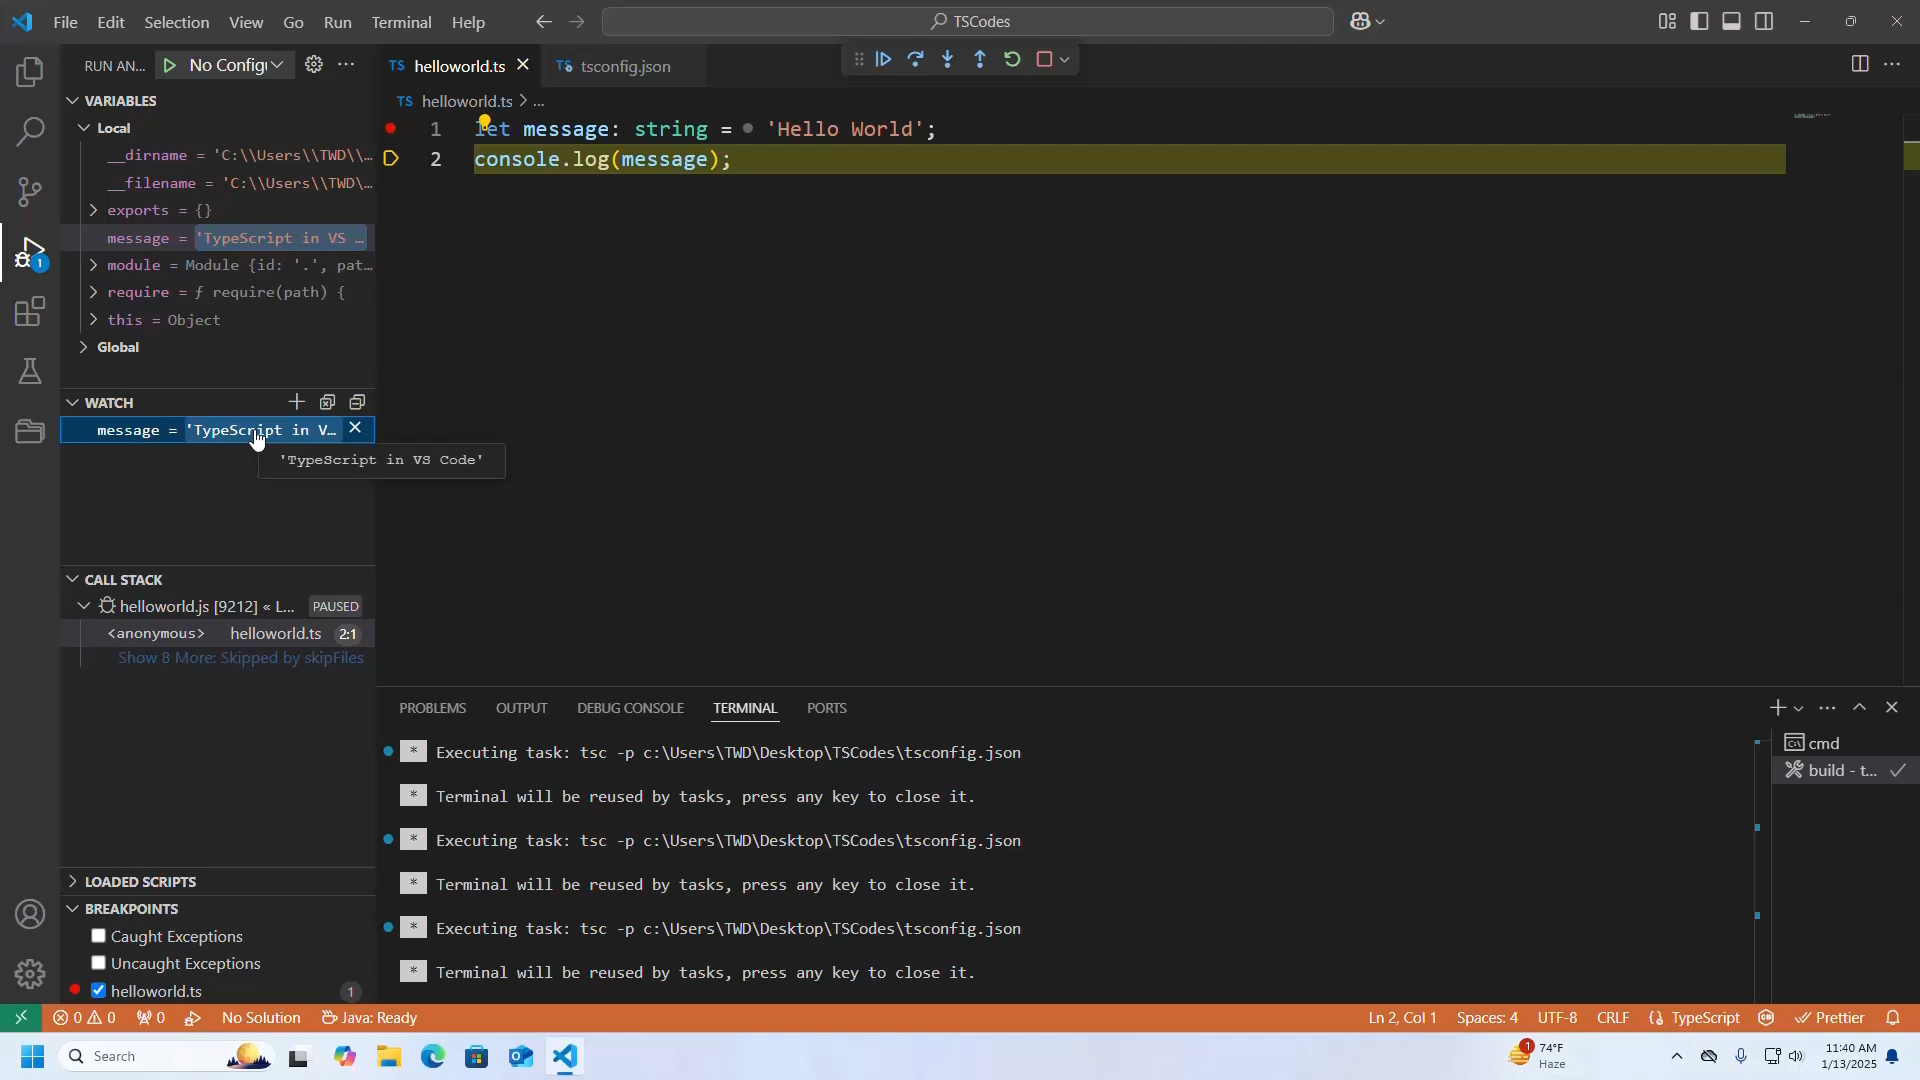 File Edit Selection View Go Run Terminal Help
TSCodes
RUN AN... No Config
helloworld.ts
TS tsconfig.json
TS
VARIABLES
TS helloworld.ts > ...
Local
__dirname = 'C:\\Users\\TWD\\...
__filename = 'C:\\Users\\TWD\...
exports = {}
message = 'TypeScript in VS ...
module = Module {id: '.', pat...
require = ƒ require(path) {
this = Object
Global
1 let message: string = 'Hello World';
2 console.log(message);
WATCH
message = 'TypeScript in V...
'TypeScript in VS Code'
CALL STACK
helloworld.js [9212] « L... PAUSED
<anonymous> helloworld.ts 2:1
Show 8 More: Skipped by skipFiles
LOADED SCRIPTS
BREAKPOINTS
Caught Exceptions
Uncaught Exceptions
helloworld.ts 1
PROBLEMS OUTPUT DEBUG CONSOLE TERMINAL PORTS
* Executing task: tsc -p c:\Users\TWD\Desktop\TSCodes\tsconfig.json
* Terminal will be reused by tasks, press any key to close it.
* Executing task: tsc -p c:\Users\TWD\Desktop\TSCodes\tsconfig.json
* Terminal will be reused by tasks, press any key to close it.
* Executing task: tsc -p c:\Users\TWD\Desktop\TSCodes\tsconfig.json
* Terminal will be reused by tasks, press any key to close it.
cmd
build - t...
1
0 0 0 No Solution Java: Ready
Ln 2, Col 1 Spaces: 4 UTF-8 CRLF TypeScript Prettier
Search
1
74°F
Haze
11:40 AM
1/13/2025